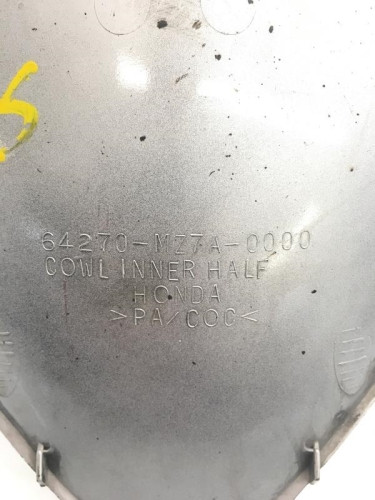 64270-MZ7A-0000
COWL INNER HALF
HONDA
>PA/COC<